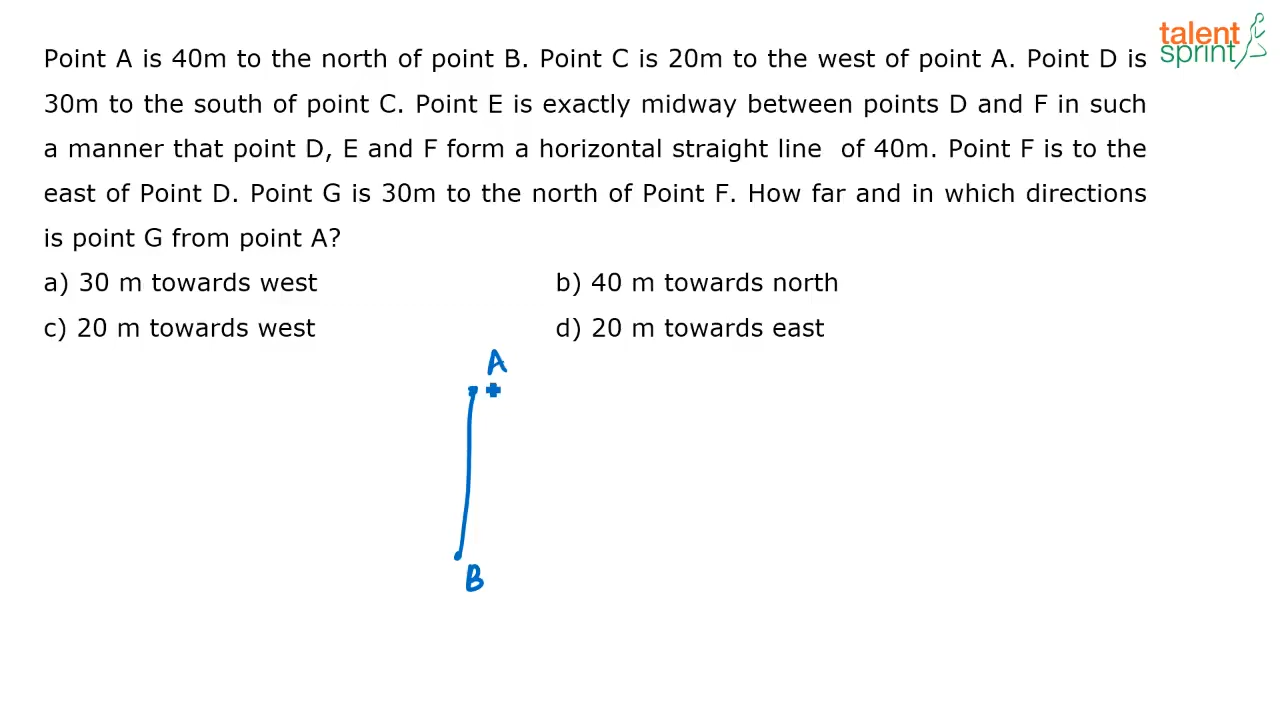 talent
sprint
Point A is 40m to the north of point B. Point C is 20m to the west of point A. Point D is
30m to the south of point C. Point E is exactly midway between points D and F in such
a manner that point D, E and F form a horizontal straight line of 40m. Point F is to the
east of Point D. Point G is 30m to the north of Point F. How far and in which directions
is point G from point A?
a) 30 m towards west b) 40 m towards north
c) 20 m towards west d) 20 m towards east
A
B